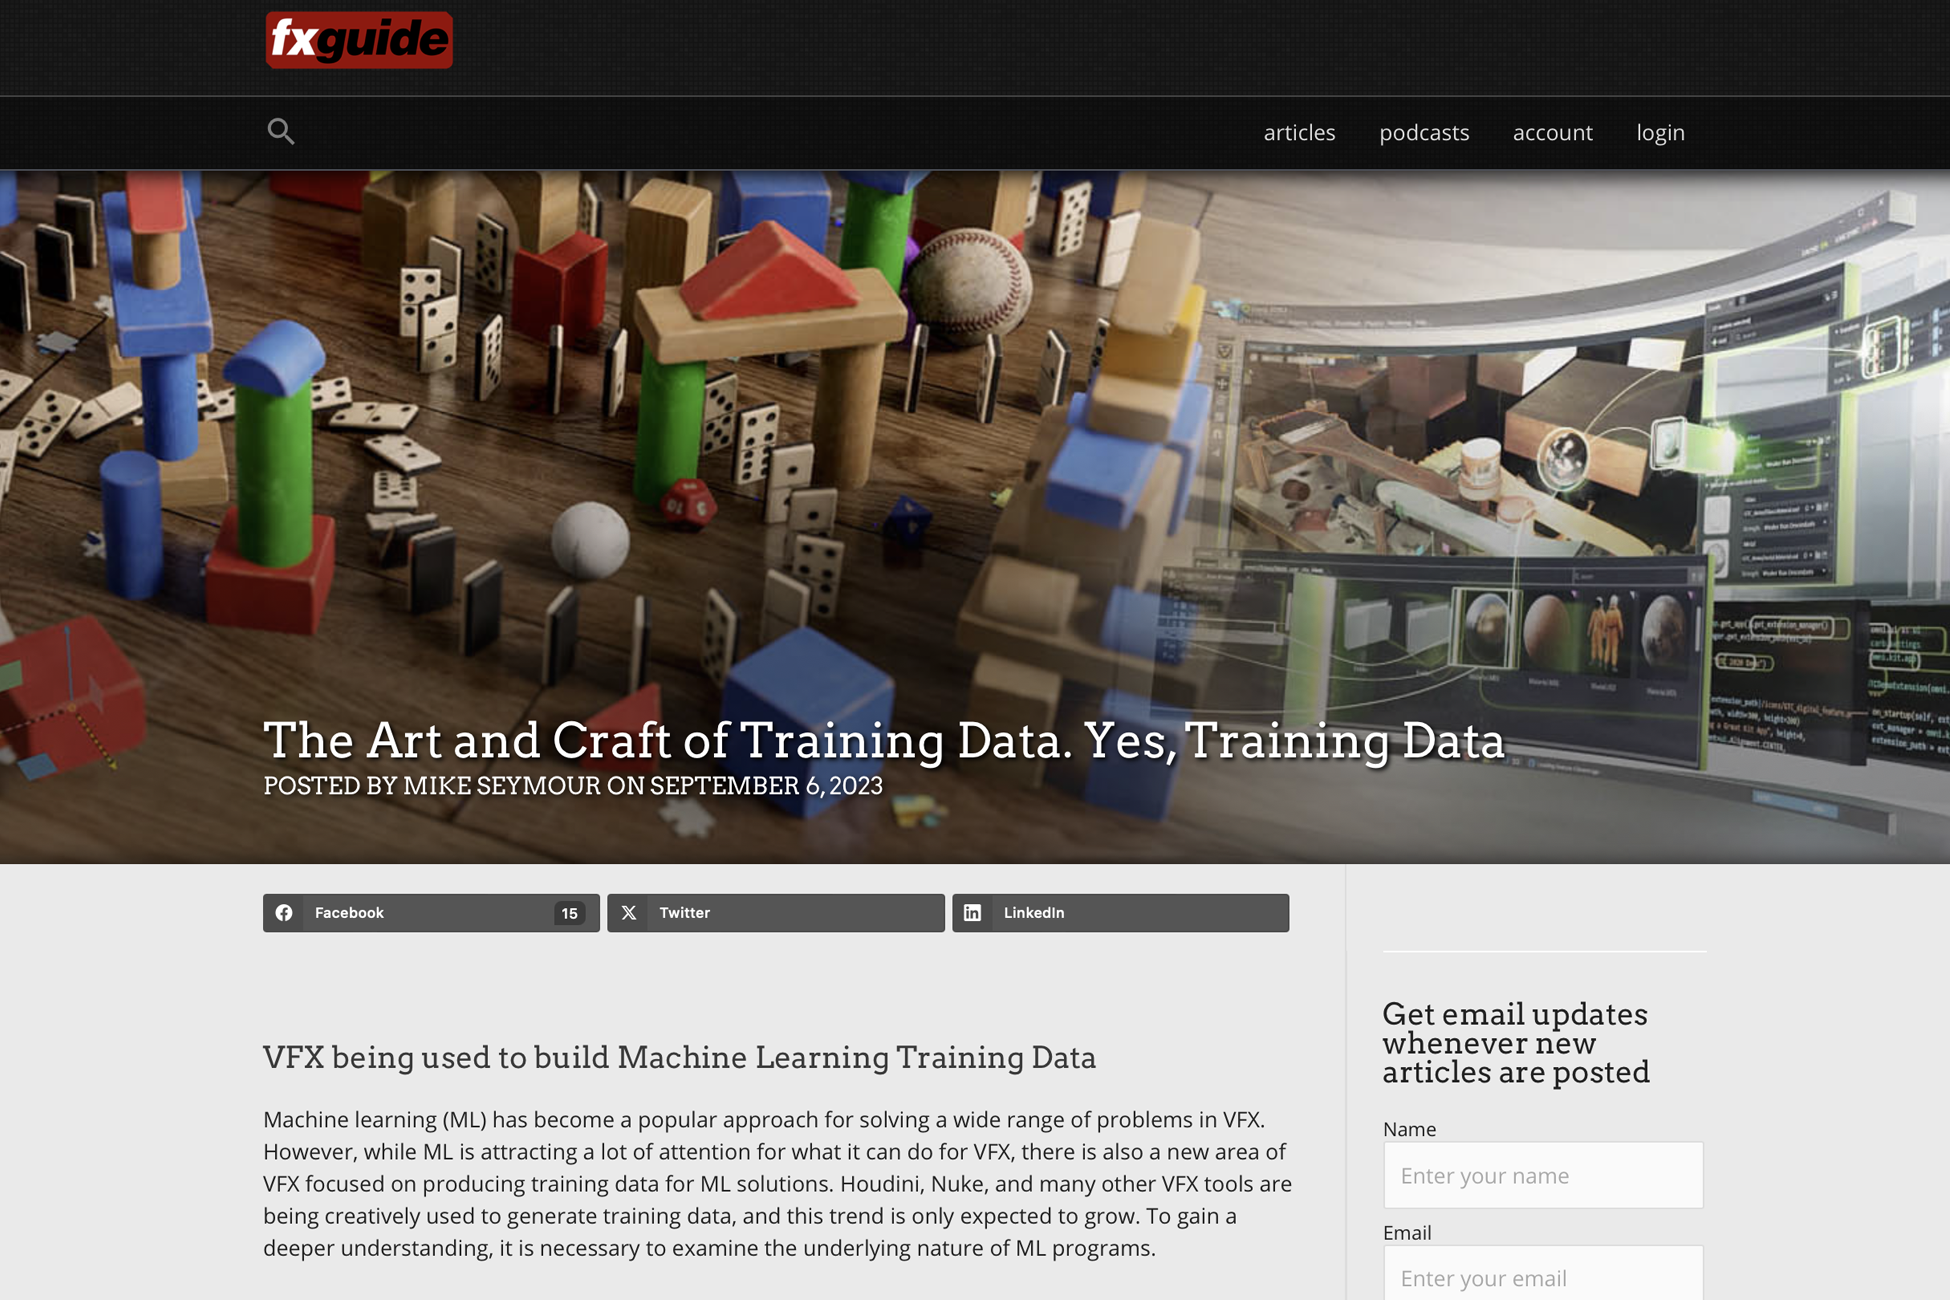 fxguide
articles podcasts account login
The Art and Craft of Training Data. Yes, Training Data
POSTED BY MIKE SEYMOUR ON SEPTEMBER 6, 2023
Facebook 15 Twitter LinkedIn
VFX being used to build Machine Learning Training Data
Machine learning (ML) has become a popular approach for solving a wide range of problems in VFX.
However, while ML is attracting a lot of attention for what it can do for VFX, there is also a new area of
VFX focused on producing training data for ML solutions. Houdini, Nuke, and many other VFX tools are
being creatively used to generate training data, and this trend is only expected to grow. To gain a
deeper understanding, it is necessary to examine the underlying nature of ML programs.
Get email updates
whenever new
articles are posted
Name
Enter your name
Email
Enter your email